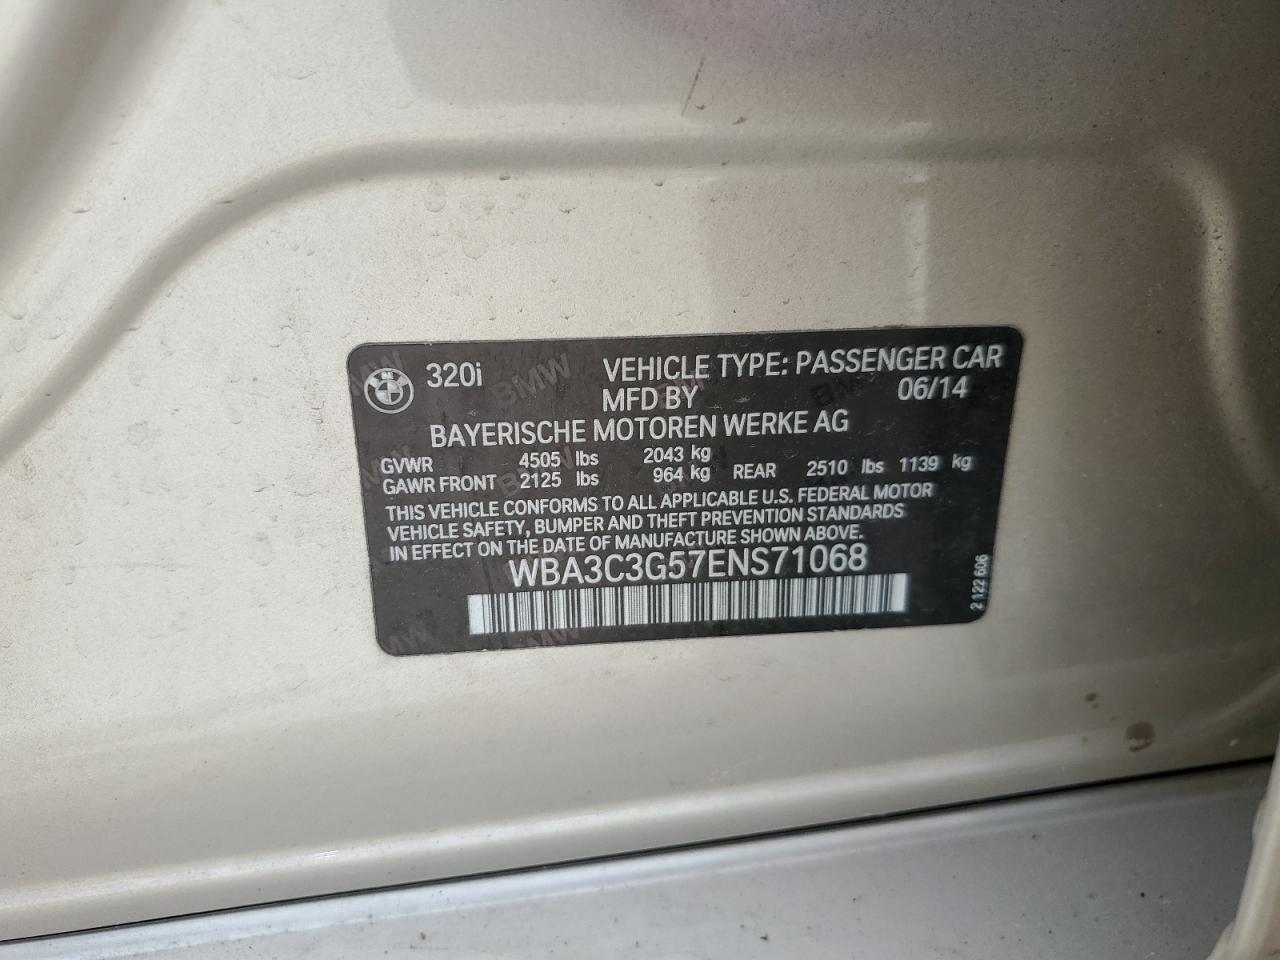 320i VEHICLE TYPE: PASSENGER CAR
MFD BY 06/14
BAYERISCHE MOTOREN WERKE AG
GVWR 4505 lbs 2043 kg
GAWR FRONT 2125 lbs 964 kg REAR 2510 lbs 1139 kg
THIS VEHICLE CONFORMS TO ALL APPLICABLE U.S. FEDERAL MOTOR
VEHICLE SAFETY, BUMPER AND THEFT PREVENTION STANDARDS
IN EFFECT ON THE DATE OF MANUFACTURE SHOWN ABOVE.
WBA3C3G57ENS71068
2 122 606